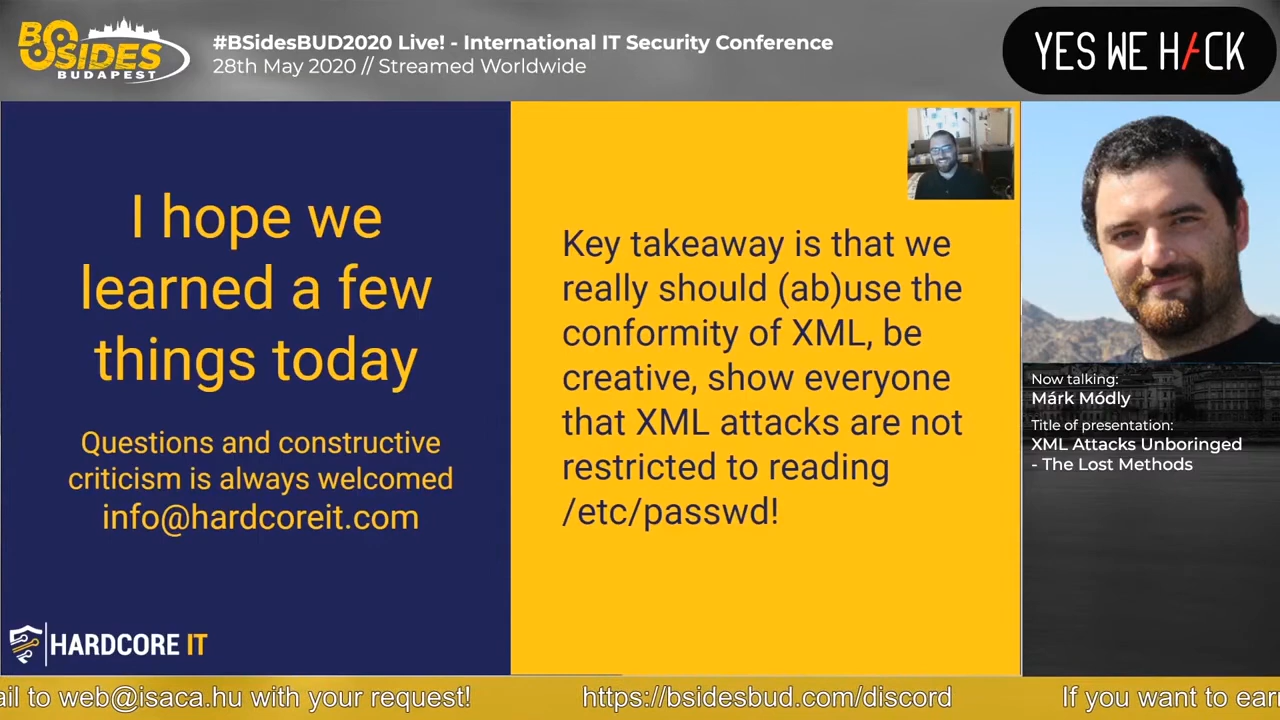 BSIDES
BUDAPEST
#BSidesBUD2020 Live! - International IT Security Conference
28th May 2020 // Streamed Worldwide
YES WE H/CK
I hope we
learned a few
things today
Questions and constructive
criticism is always welcomed
info@hardcoreit.com
HARDCORE IT
Key takeaway is that we
really should (ab)use the
conformity of XML, be
creative, show everyone
that XML attacks are not
restricted to reading
/etc/passwd!
Now talking:
Márk Módly
Title of presentation:
XML Attacks Unboringed
- The Lost Methods
ail to web@isaca.hu with your request!
https://bsidesbud.com/discord
If you want to earn